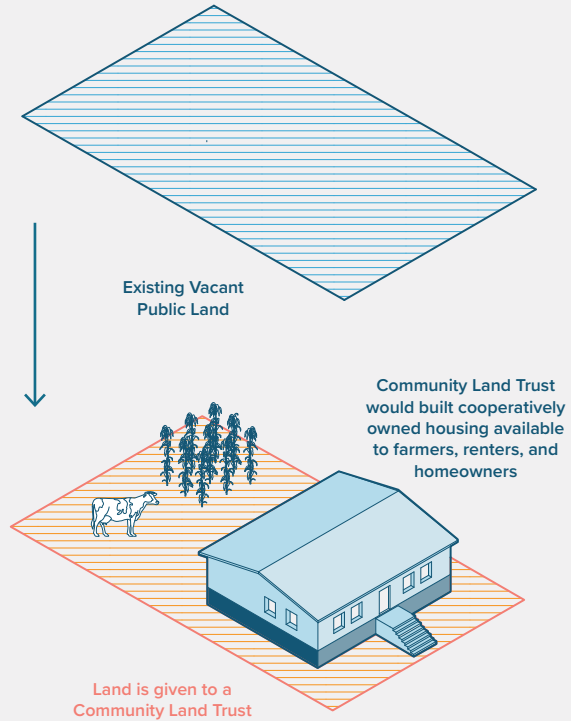 Existing Vacant
Public Land
Community Land Trust
would built cooperatively
owned housing available
to farmers, renters, and
homeowners
Land is given to a
Community Land Trust